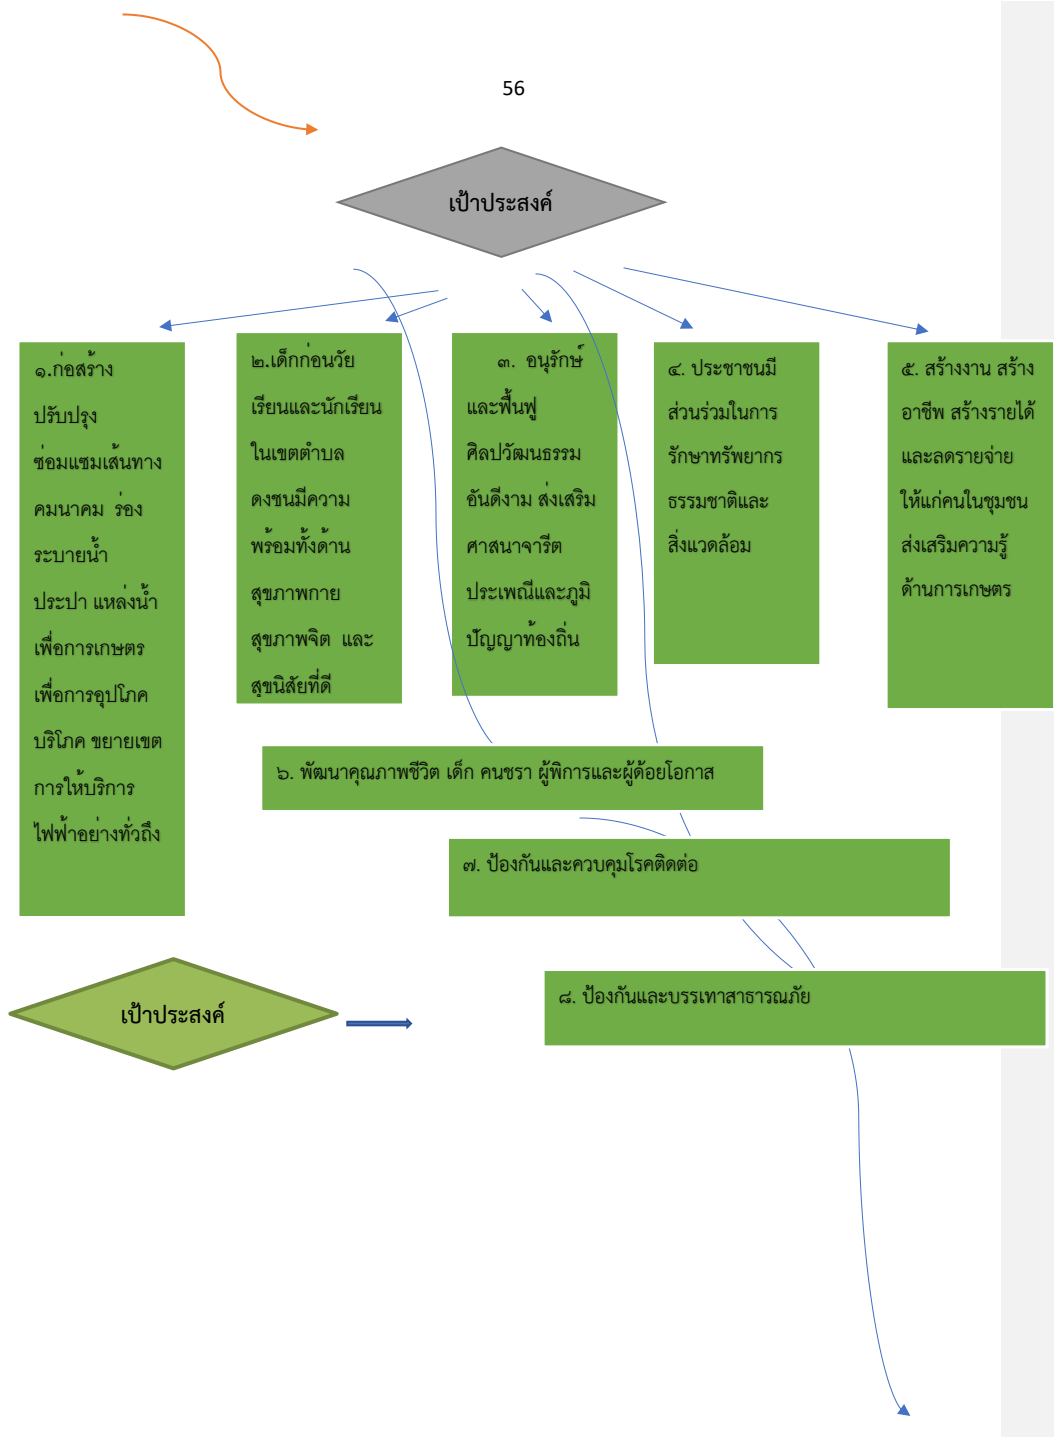 56
เป้าประสงค์
๑.ก่อสร้าง
ปรับปรุง
ซ่อมแซมเส้นทาง
คมนาคม ร่อง
ระบายน้ำ
ประปา แหล่งน้ำ
เพื่อการเกษตร
เพื่อการอุปโภค
บริโภค ขยายเขต
การให้บริการ
ไฟฟ้าอย่างทั่วถึง
๒.เด็กก่อนวัย
เรียนและนักเรียน
ในเขตตำบล
ดงชนมีความ
พร้อมทั้งด้าน
สุขภาพกาย
สุขภาพจิต และ
สุขนิสัยที่ดี
๓. อนุรักษ์
และฟื้นฟู
ศิลปวัฒนธรรม
อันดีงาม ส่งเสริม
ศาสนาจารีต
ประเพณีและภูมิ
ปัญญาท้องถิ่น
๔. ประชาชนมี
ส่วนร่วมในการ
รักษาทรัพยากร
ธรรมชาติและ
สิ่งแวดล้อม
๕. สร้างงาน สร้าง
อาชีพ สร้างรายได้
และลดรายจ่าย
ให้แก่คนในชุมชน
ส่งเสริมความรู้
ด้านการเกษตร
๖. พัฒนาคุณภาพชีวิต เด็ก คนชรา ผู้พิการและผู้ด้อยโอกาส
๗. ป้องกันและควบคุมโรคติดต่อ
๘. ป้องกันและบรรเทาสาธารณภัย
เป้าประสงค์